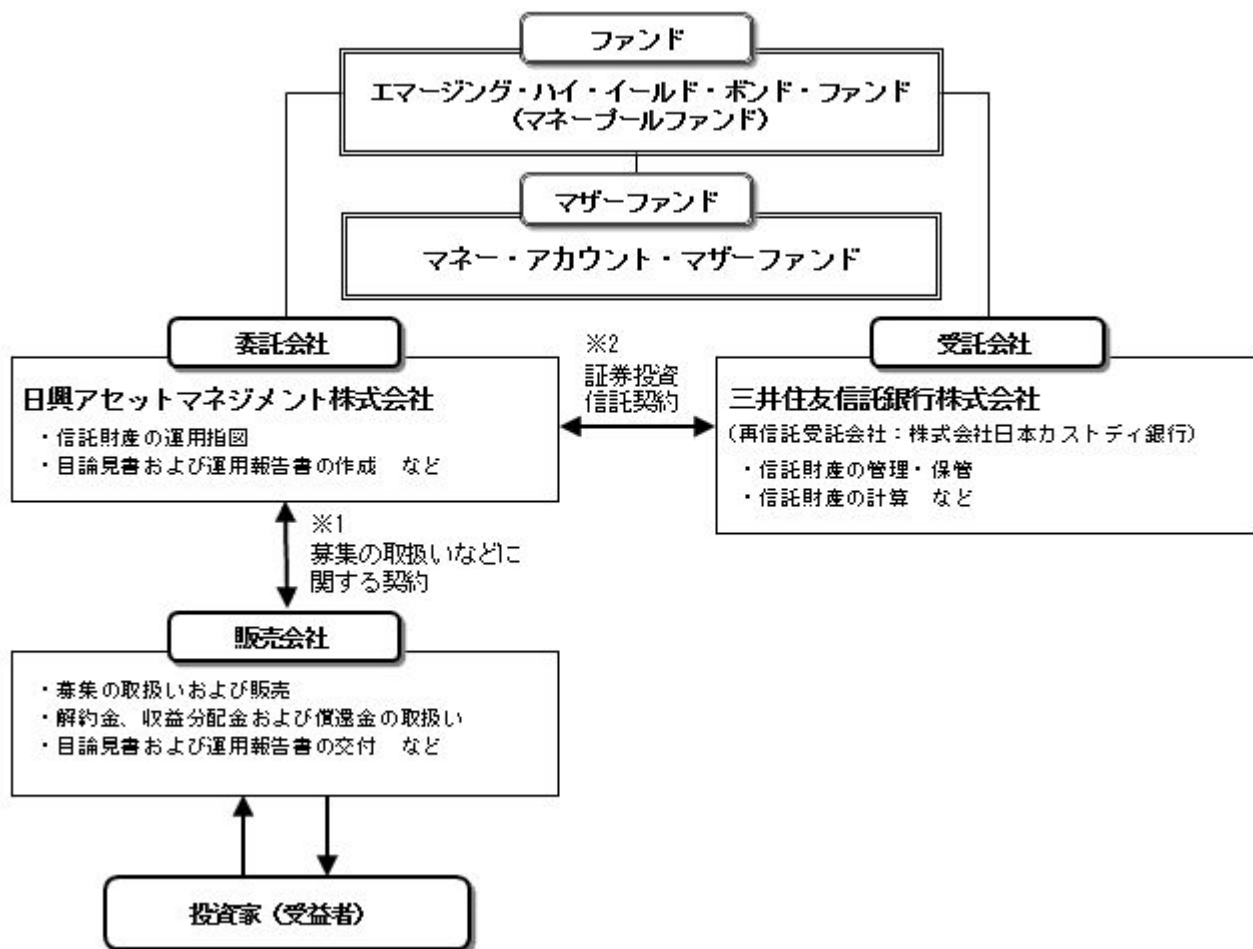 ファンド
エマージング・ハイ・イールド・ボンド・ファンド
(マネープールファンド)
マザーファンド
マネー・アカウント・マザーファンド
委託会社
日興アセットマネジメント株式会社
・信託財産の運用指図
・目論見書および運用報告書の作成 など
※2
証券投資
信託契約
受託会社
三井住友信託銀行株式会社
(再信託受託会社：株式会社日本カストディ銀行)
・信託財産の管理・保管
・信託財産の計算 など
※1
募集の取扱いなどに
関する契約
販売会社
・募集の取扱いおよび販売
・解約金、収益分配金および償還金の取扱い
・目論見書および運用報告書の交付 など
投資家(受益者)